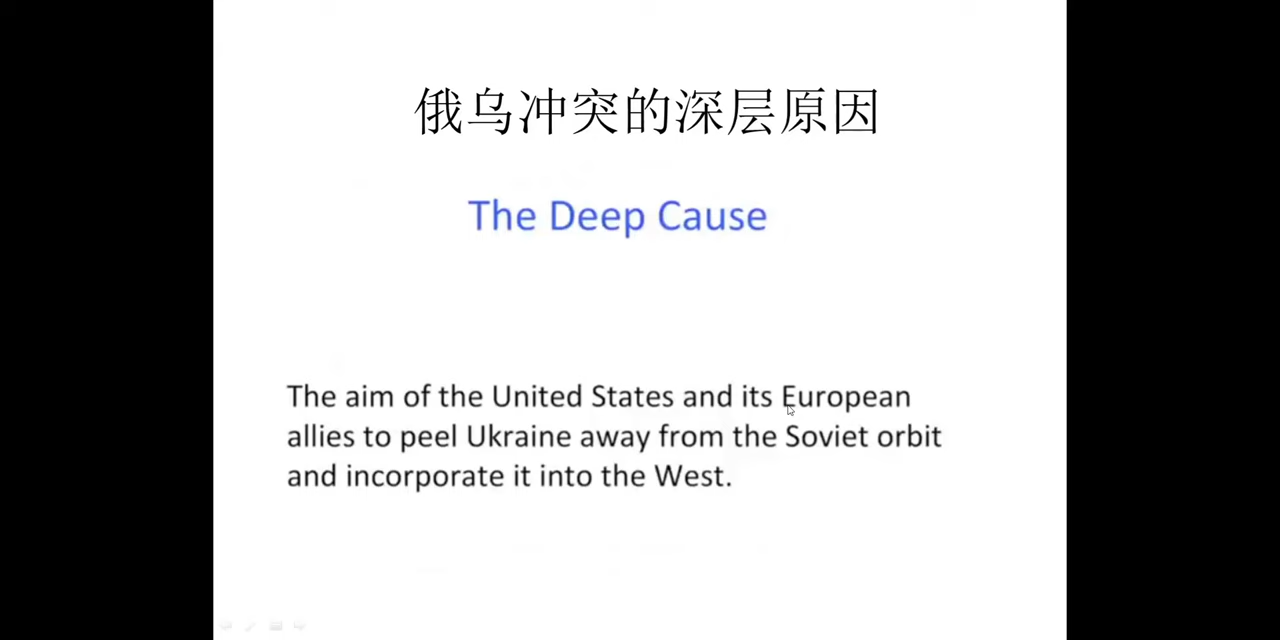 俄乌冲突的深层原因
The Deep Cause
The aim of the United States and its European
allies to peel Ukraine away from the Soviet orbit
and incorporate it into the West.